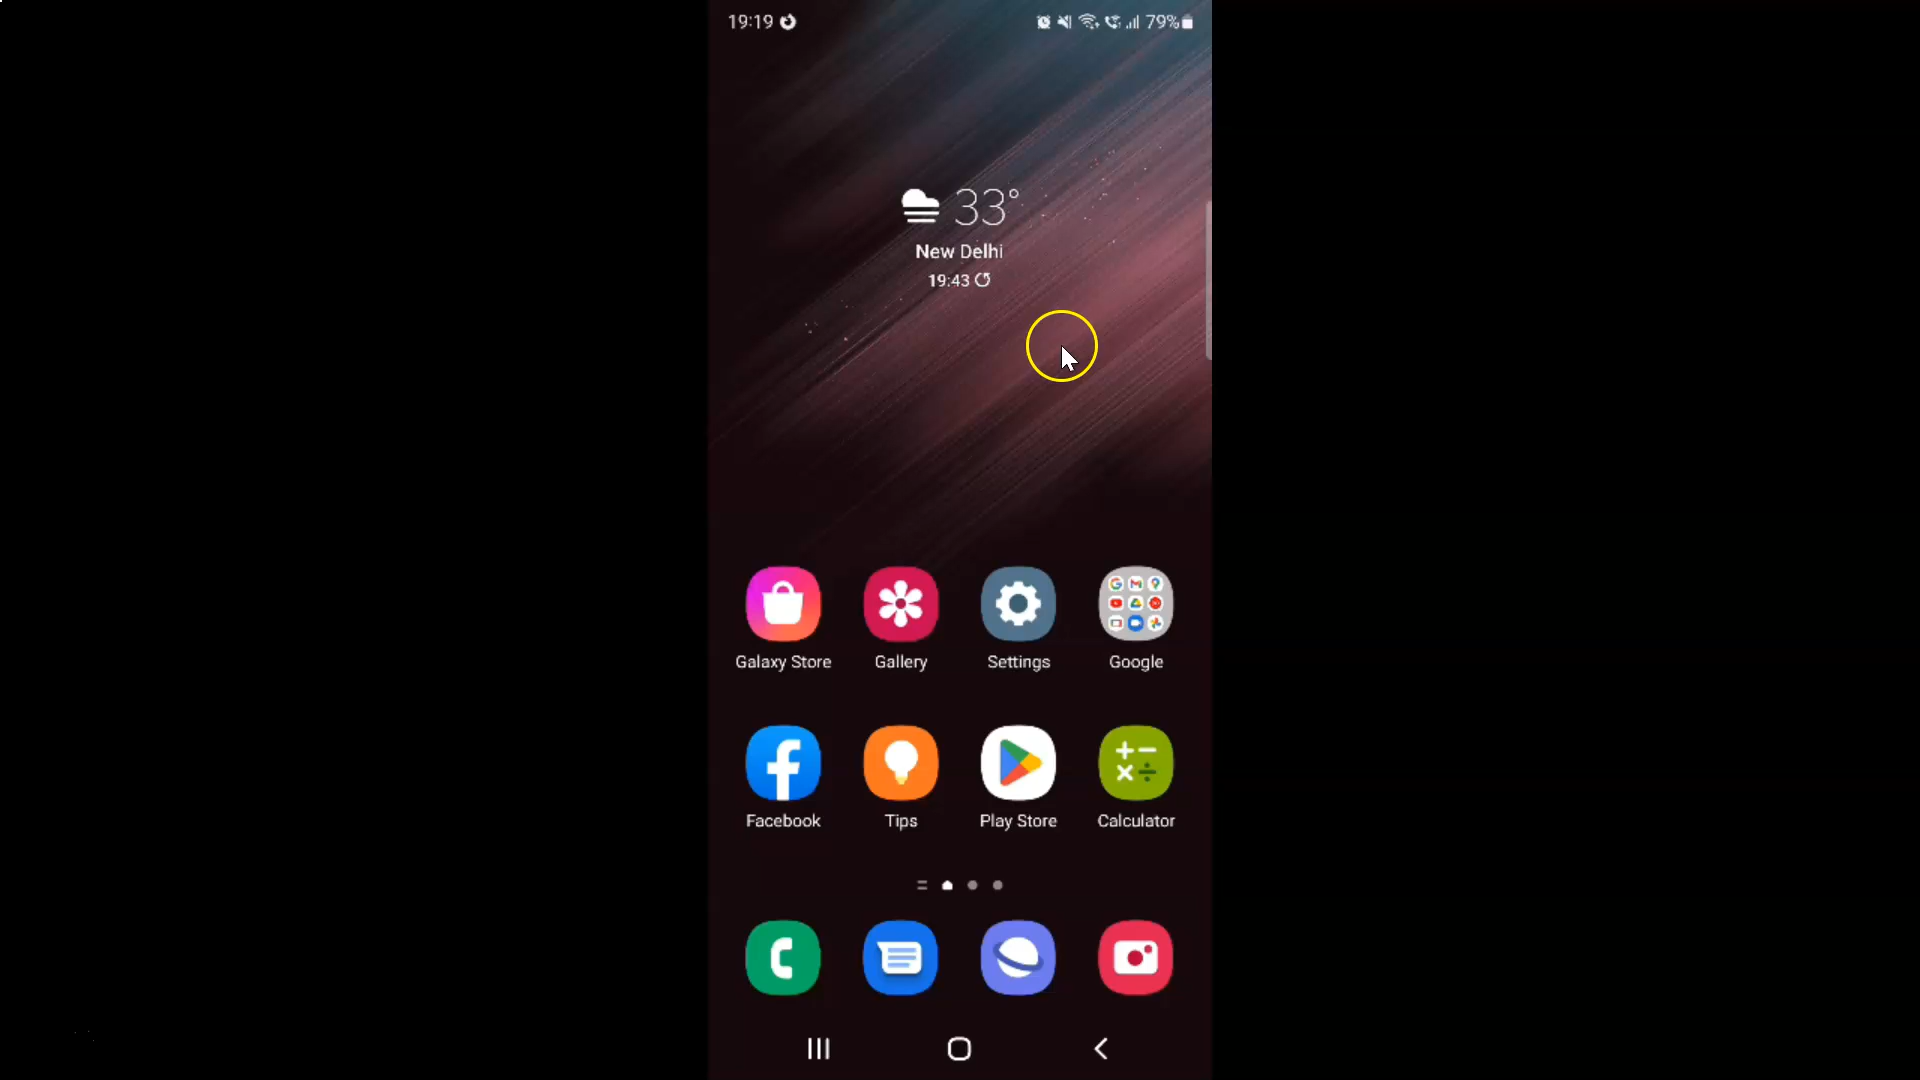 19:19 79%
33°
New Delhi
19:43
Galaxy Store Gallery Settings Google
Facebook Tips Play Store Calculator